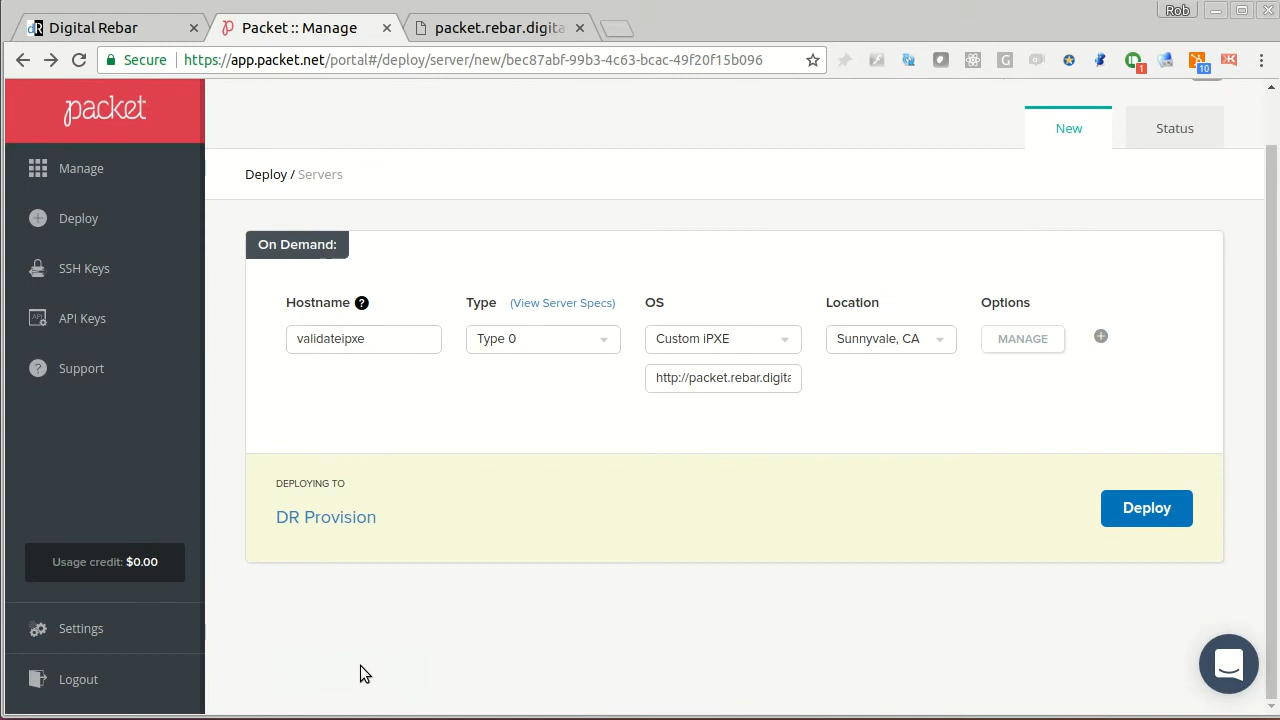 Rob
dR Digital Rebar
Packet :: Manage
packet.rebar.digita
Secure https://app.packet.net/portal#/deploy/server/new/bec87abf-99b3-4c63-bcac-49f20f15b096
1
10
packet
New
Status
Manage
Deploy
SSH Keys
API Keys
Support
Usage credit: $0.00
Settings
Logout
Deploy / Servers
On Demand:
Hostname ?
Type (View Server Specs)
OS
Location
Options
validateipxe
Type 0
Custom iPXE
Sunnyvale, CA
MANAGE
http://packet.rebar.digita
DEPLOYING TO
DR Provision
Deploy